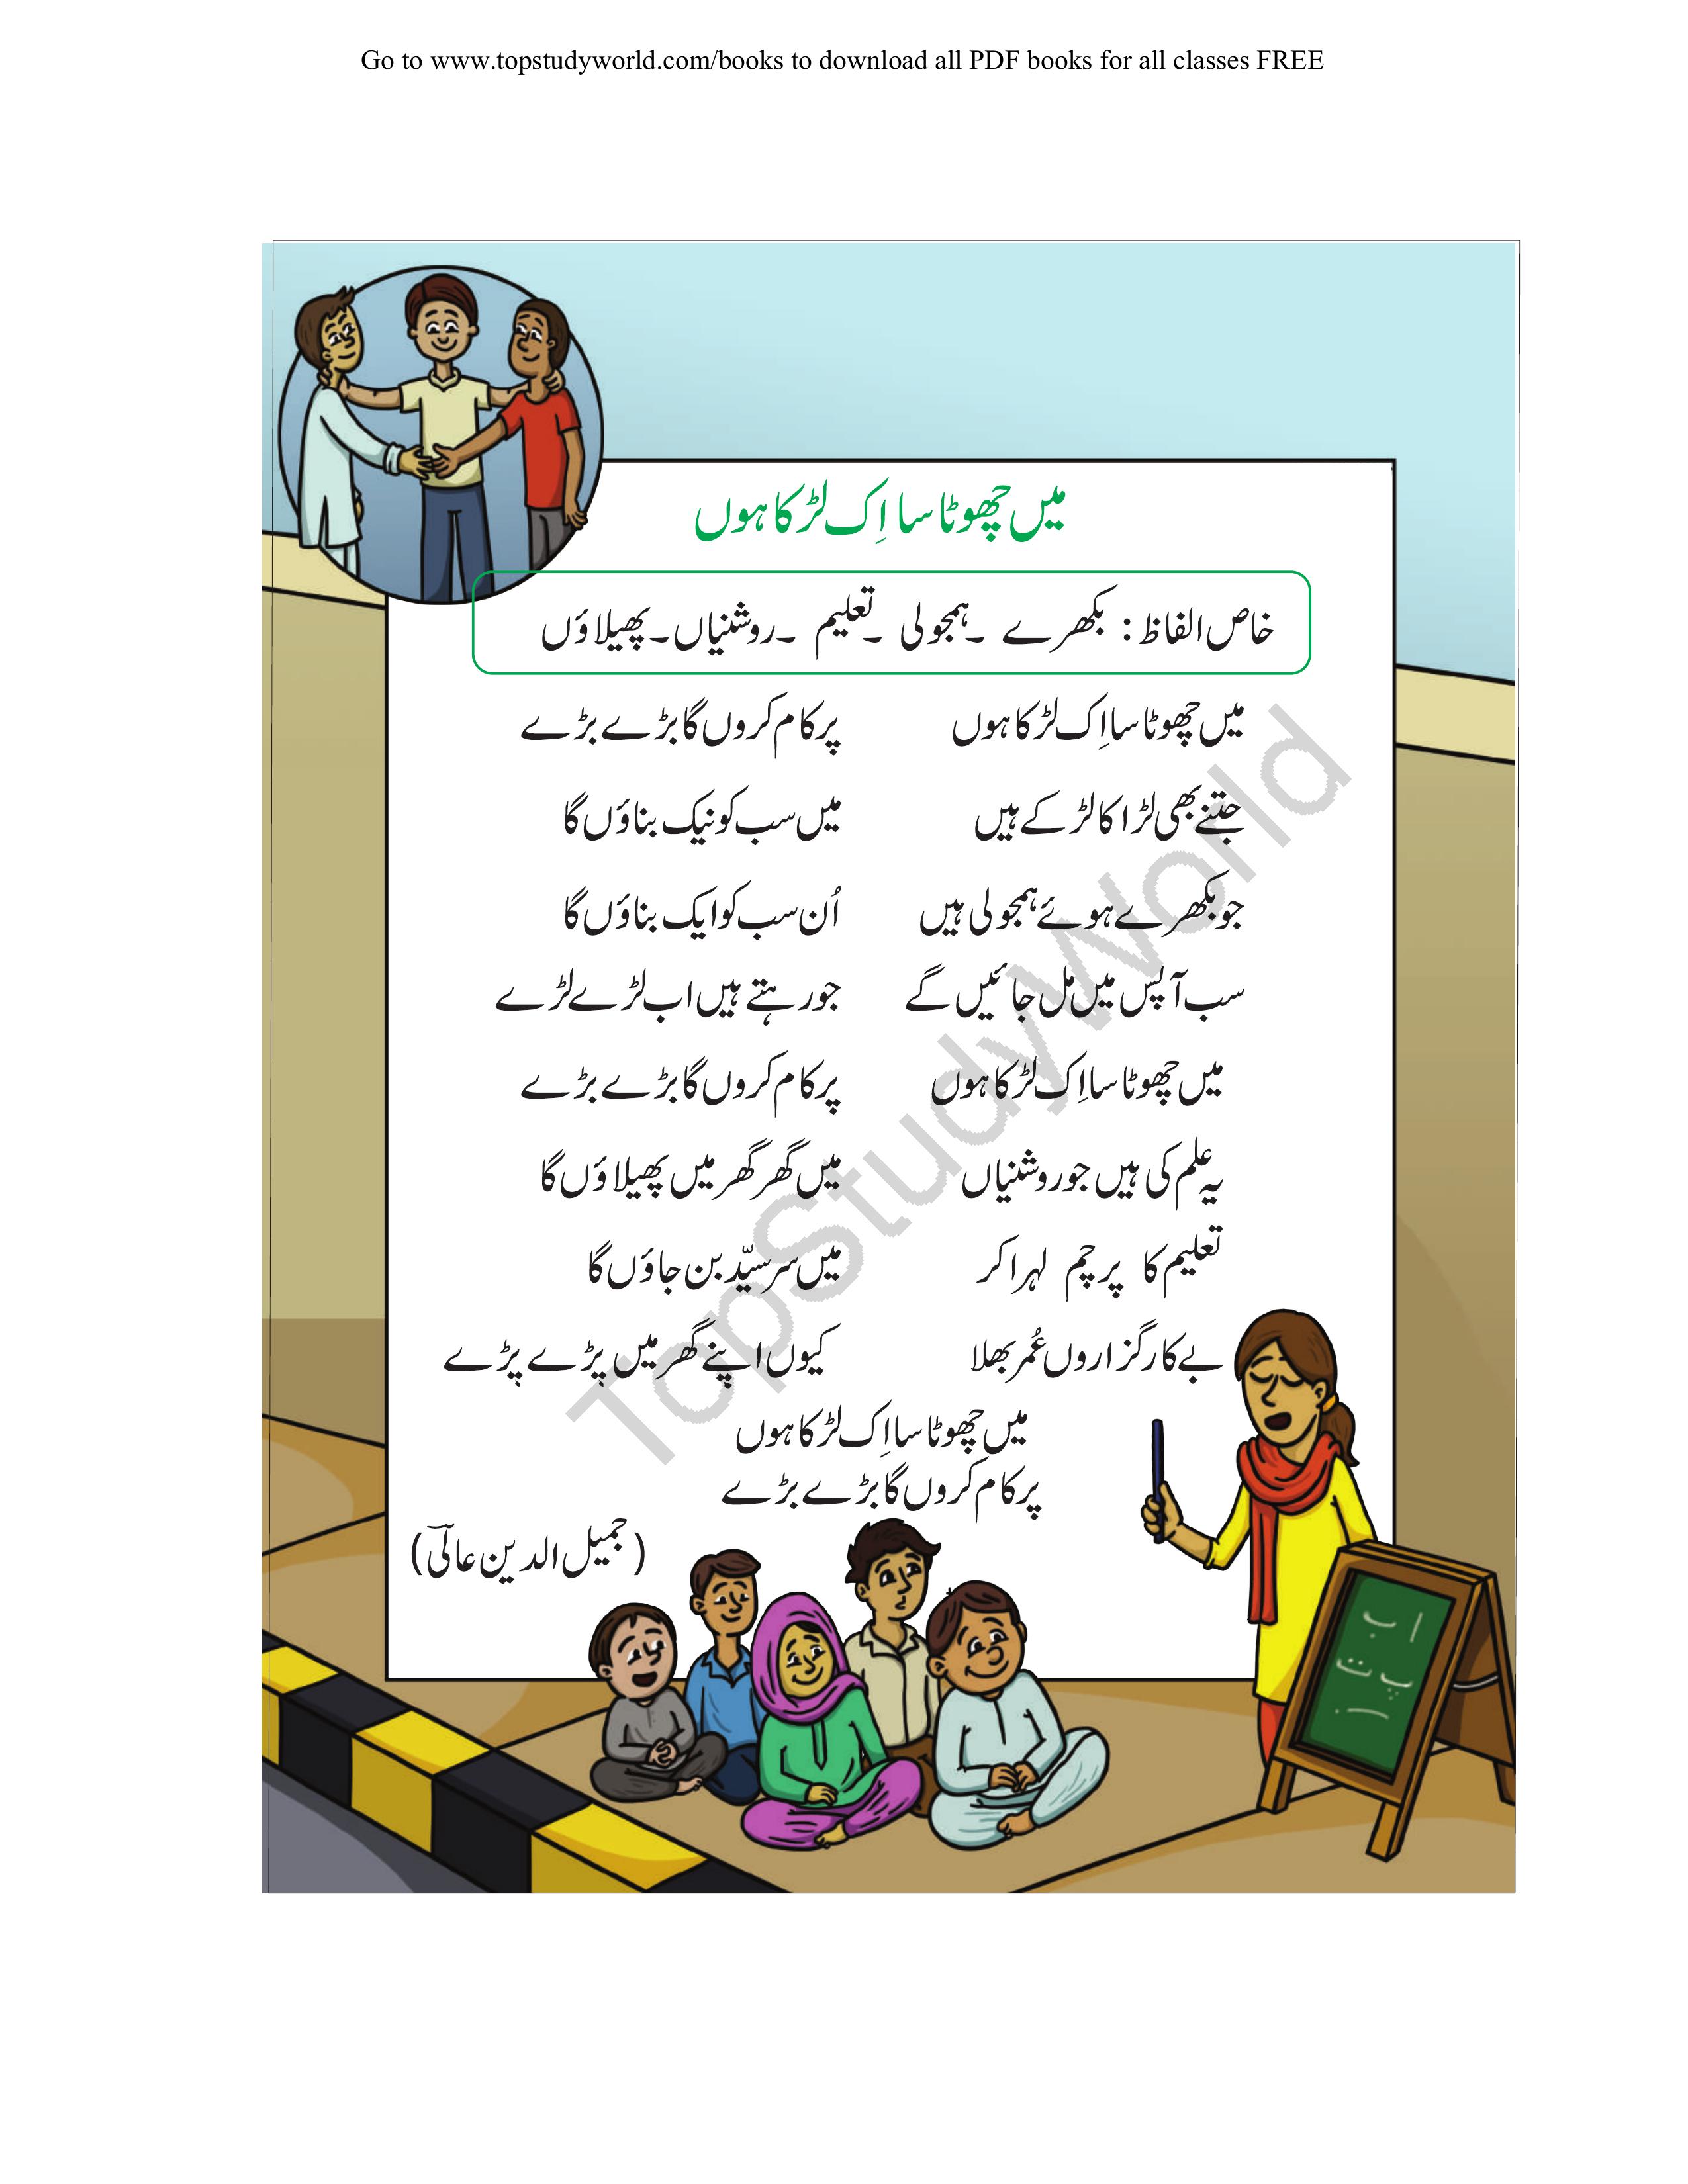 Go to www.topstudyworld.com/books to download all PDF books for all classes FREE
میں چھوٹا سا اِک لڑکا ہوں
خاص الفاظ : بکھرے ۔ ہمجولی ۔ تعلیم ۔ روشنیاں ۔ پھیلاؤں
میں چھوٹا سا اِک لڑکا ہوں پر کام کروں گا بڑے بڑے
جتنے بھی لڑاکا لڑکے ہیں میں سب کو نیک بناؤں گا
جو بکھرے ہوئے ہمجولی ہیں اُن سب کو ایک بناؤں گا
سب آپس میں مل جائیں گے جو رہتے ہیں اب لڑے لڑے
میں چھوٹا سا اِک لڑکا ہوں پر کام کروں گا بڑے بڑے
یہ علم کی ہیں جو روشنیاں میں گھر گھر میں پھیلاؤں گا
تعلیم کا پرچم لہرا کر میں سرسیّد بن جاؤں گا
بے کار گزاروں عُمر بھلا کیوں اپنے گھر میں پڑے پڑے
میں چھوٹا سا اِک لڑکا ہوں
پر کام کروں گا بڑے بڑے
(جمیل الدین عالیؔ)
ا ب
پ ت
TopStudyWorld